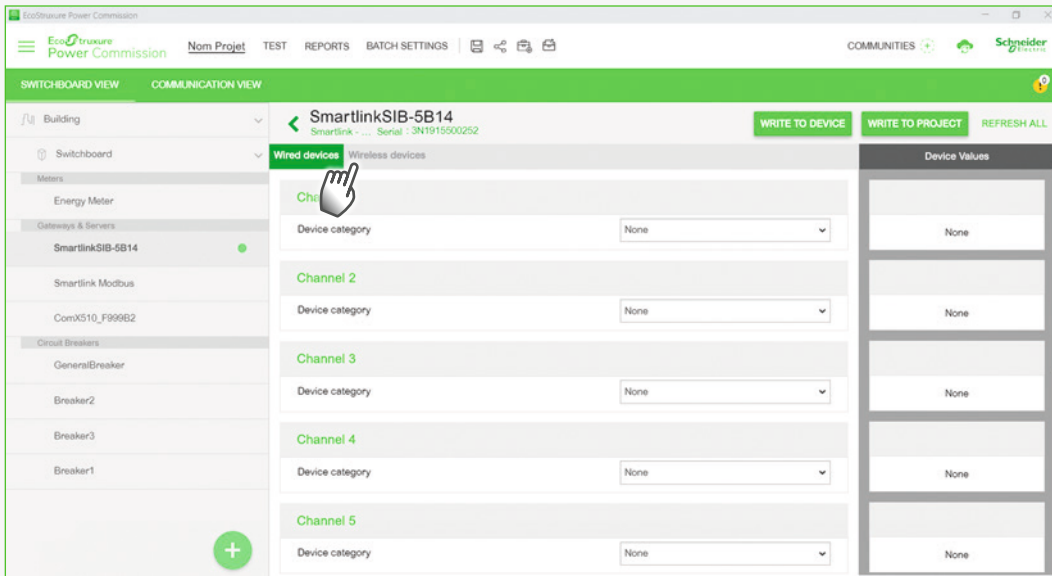 EcoStruxure Power Commission
EcoStruxure
Power Commission
Nom Projet TEST REPORTS BATCH SETTINGS COMMUNITIES
Schneider
Electric
SWITCHBOARD VIEW COMMUNICATION VIEW
Building
Switchboard
Meters
Energy Meter
Gateways & Servers
SmartlinkSIB-5B14
Smartlink Modbus
ComX510_F999B2
Circuit Breakers
GeneralBreaker
Breaker2
Breaker3
Breaker1
+
SmartlinkSIB-5B14
Smartlink - ... Serial : 3N1915500252
WRITE TO DEVICE WRITE TO PROJECT REFRESH ALL
Wired devices Wireless devices Device Values
Device category None None
Channel 2
Device category None None
Channel 3
Device category None None
Channel 4
Device category None None
Channel 5
Device category None None